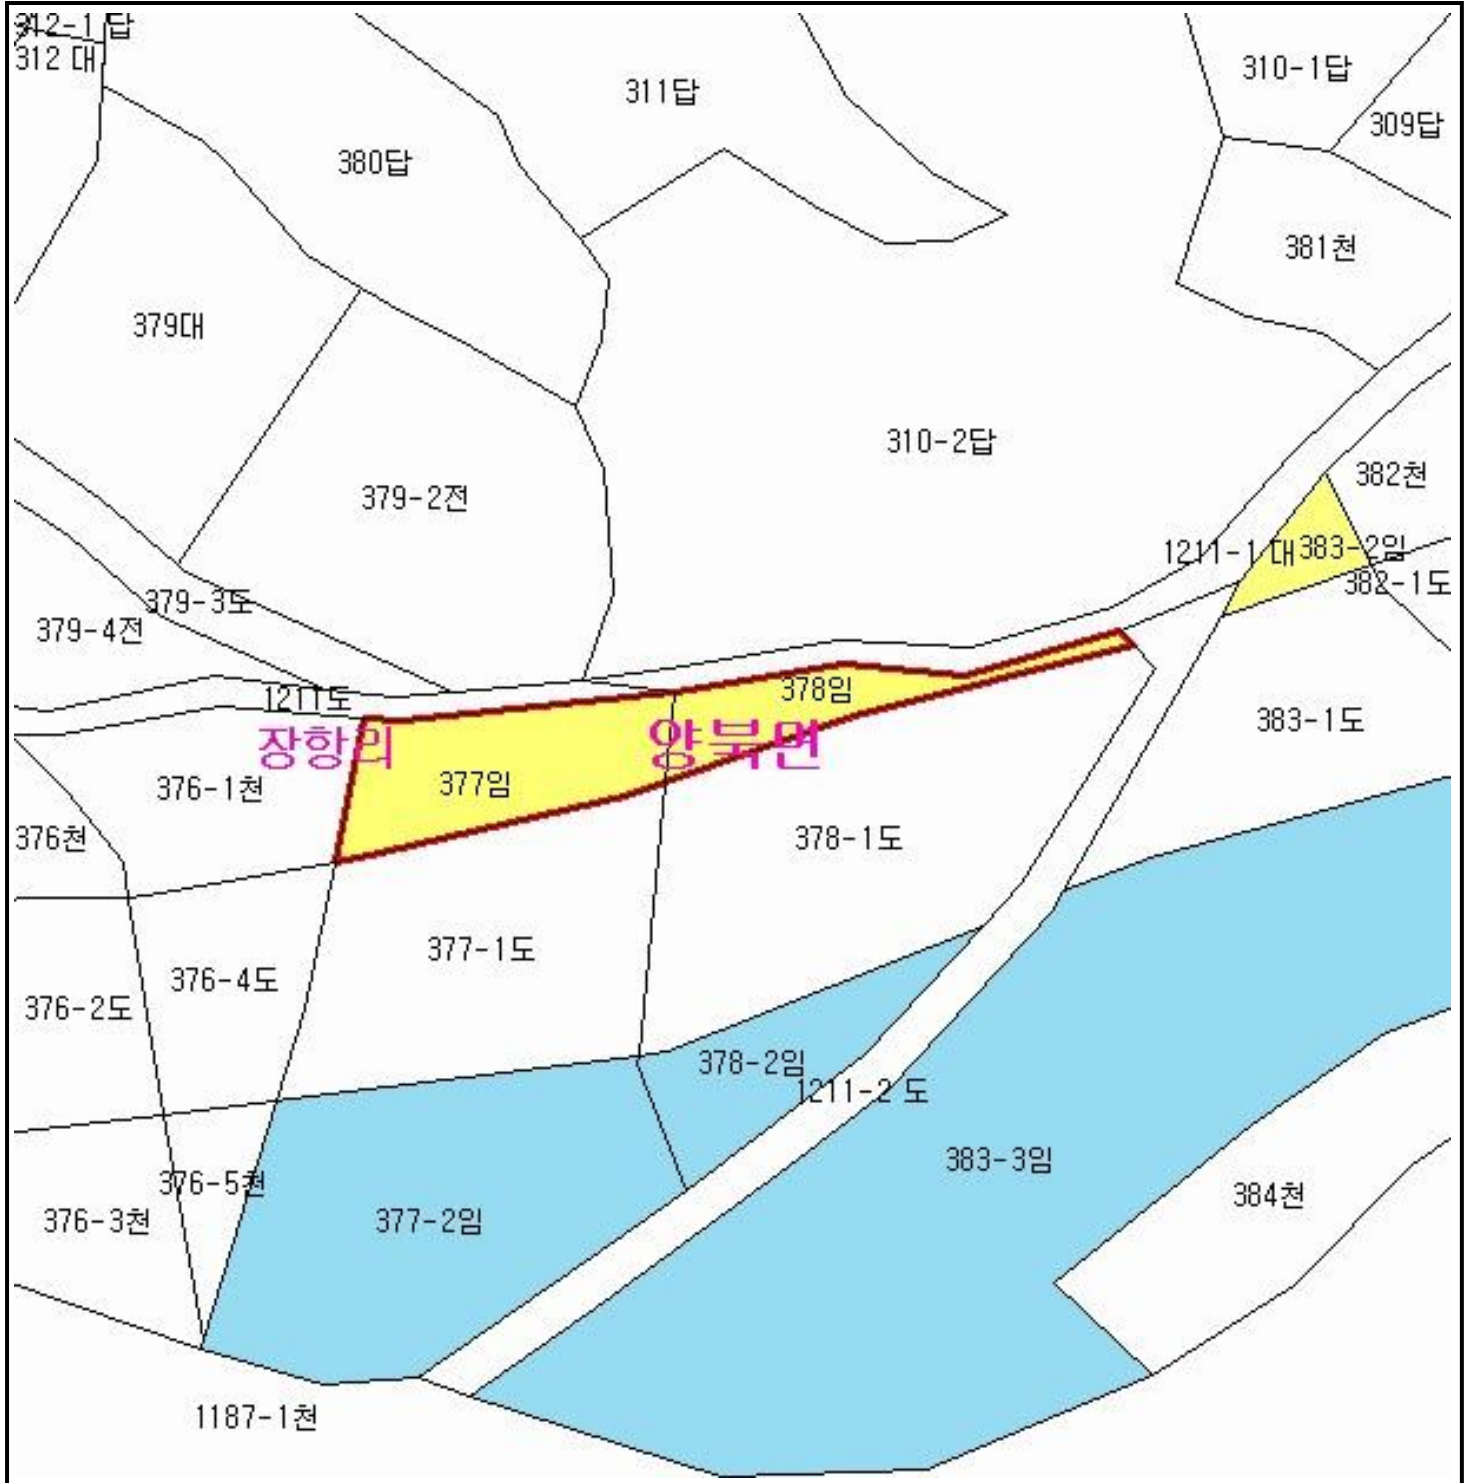 312-1 답
312 대
311답
310-1답
309답
380답
381천
379대
310-2답
382천
379-2전
1211-1 대
383-2임
382-1도
379-3도
379-4전
1211도
378임
383-1도
장항리
양북면
376-1천
377임
376천
378-1도
377-1도
376-4도
376-2도
378-2임
1211-2 도
383-3임
376-5천
384천
376-3천
377-2임
1187-1천